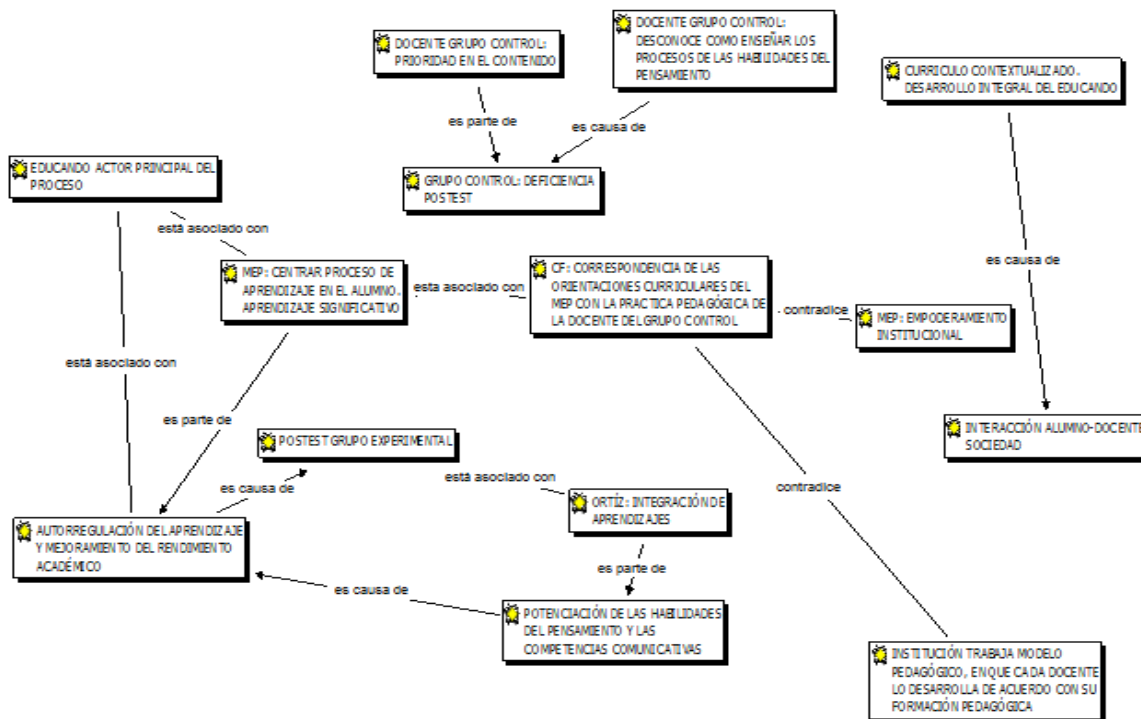 DOCENTE GRUPO CONTROL:
PRIORIDAD EN EL CONTENIDO
DOCENTE GRUPO CONTROL:
DESCONOCE COMO ENSEÑAR LOS
PROCESOS DE LAS HABILIDADES DEL
PENSAMIENTO
CURRICULO CONTEXTUALIZADO.
DESARROLLO INTEGRAL DEL EDUCANDO
es parte de
es causa de
EDUCANDO ACTOR PRINCIPAL DEL
PROCESO
GRUPO CONTROL: DEFICIENCIA
POSTEST
está asociado con
MEP: CENTRAR PROCESO DE
APRENDIZAJE EN EL ALUMNO.
APRENDIZAJE SIGNIFICATIVO
esta asociado con
CF: CORRESPONDENCIA DE LAS
ORIENTACIONES CURRICULARES DEL
MEP CON LA PRACTICA PEDAGÓGICA DE
LA DOCENTE DEL GRUPO CONTROL
contradice
MEP: EMPODERAMIENTO
INSTITUCIONAL
es causa de
está asociado con
es parte de
POSTEST GRUPO EXPERIMENTAL
INTERACCIÓN ALUMNO-DOCENTE
SOCIEDAD
está asociado con
es causa de
contradice
ORTÍZ: INTEGRACIÓN DE
APRENDIZAJES
AUTORREGULACIÓN DEL APRENDIZAJE
Y MEJORAMIENTO DEL RENDIMIENTO
ACADÉMICO
es parte de
es causa de
POTENCIACIÓN DE LAS HABILIDADES
DEL PENSAMIENTO Y LAS
COMPETENCIAS COMUNICATIVAS
INSTITUCIÓN TRABAJA MODELO
PEDAGÓGICO, EN QUE CADA DOCENTE
LO DESARROLLA DE ACUERDO CON SU
FORMACIÓN PEDAGÓGICA